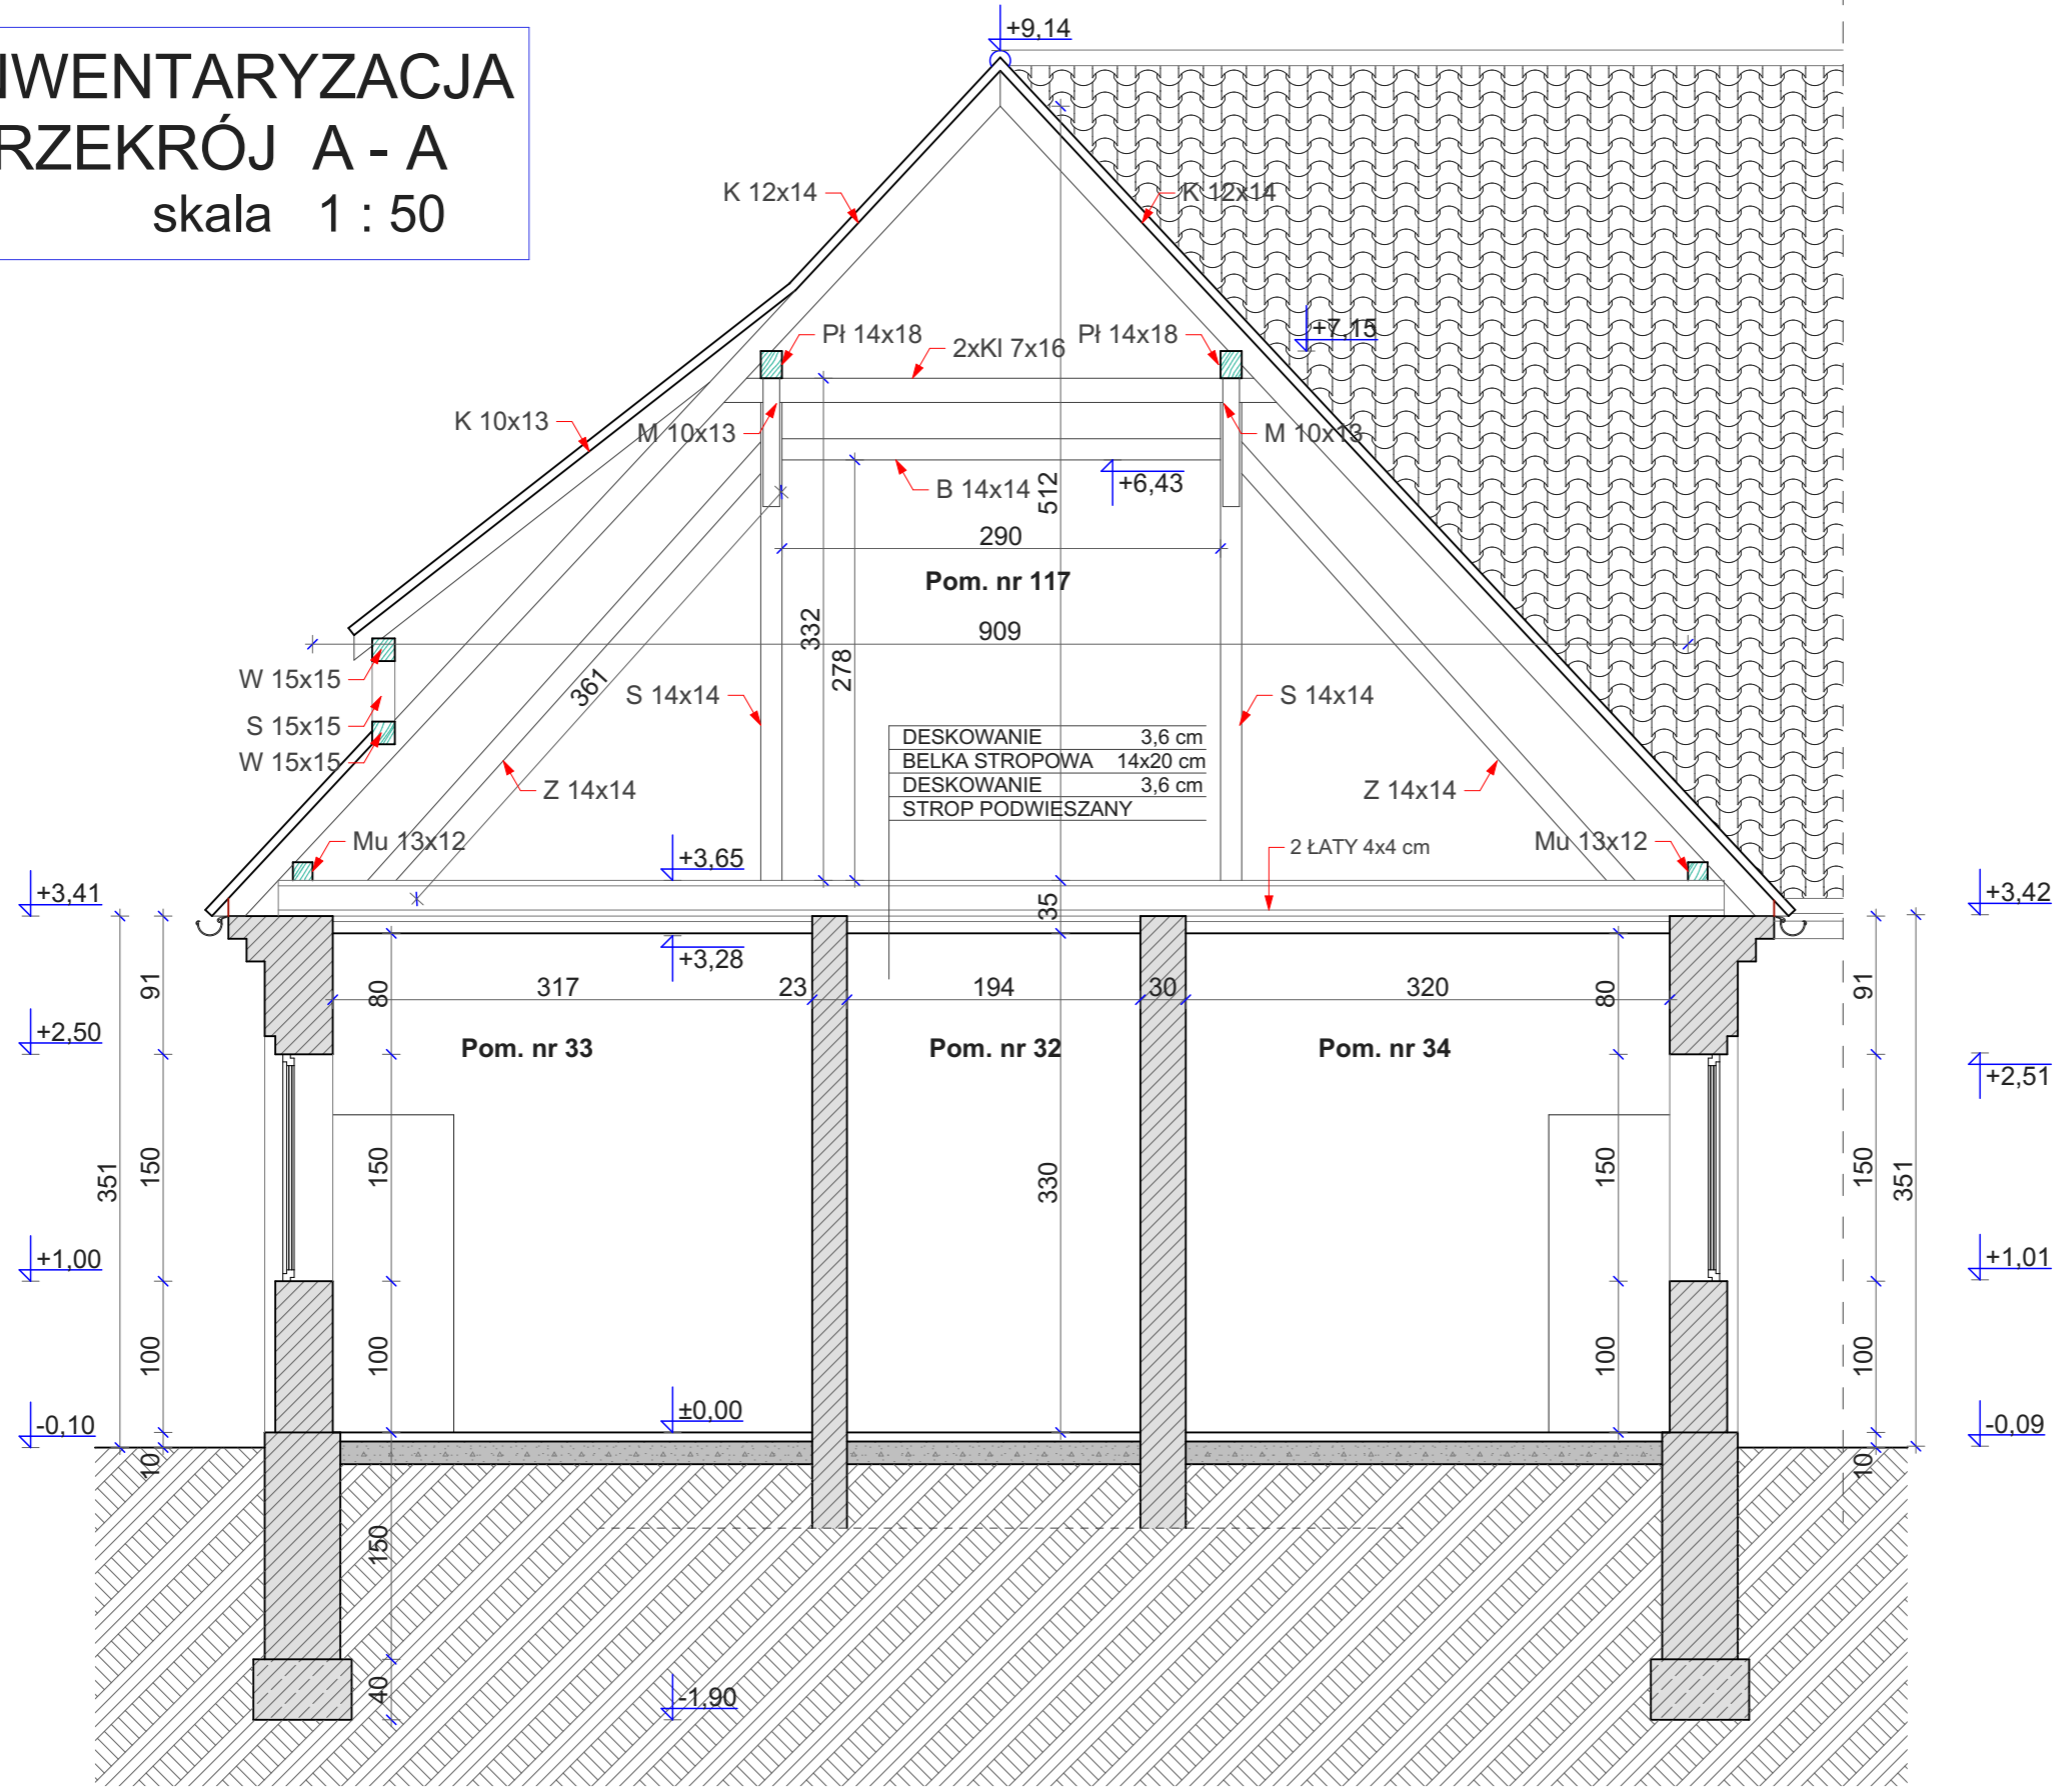 NWENTARYZACJA
RZEKRÓJ A - A
skala 1 : 50
+9,14
K 12x14
K 12x14
+7,15
Pł 14x18
2xKl 7x16
Pł 14x18
K 10x13
M 10x13
M 10x13
B 14x14
+6,43
512
290
Pom. nr 117
909
332
278
361
W 15x15
S 15x15
W 15x15
S 14x14
S 14x14
DESKOWANIE 3,6 cm
BELKA STROPOWA 14x20 cm
DESKOWANIE 3,6 cm
STROP PODWIESZANY
Z 14x14
Z 14x14
Mu 13x12
+3,65
2 ŁATY 4x4 cm
Mu 13x12
+3,41
+3,42
35
+3,28
91
80
317
23
194
30
320
80
91
+2,50
Pom. nr 33
Pom. nr 32
Pom. nr 34
+2,51
351
150
150
330
150
150
351
+1,00
+1,01
100
100
100
100
-0,10
±0,00
-0,09
10
10
150
40
-1,90